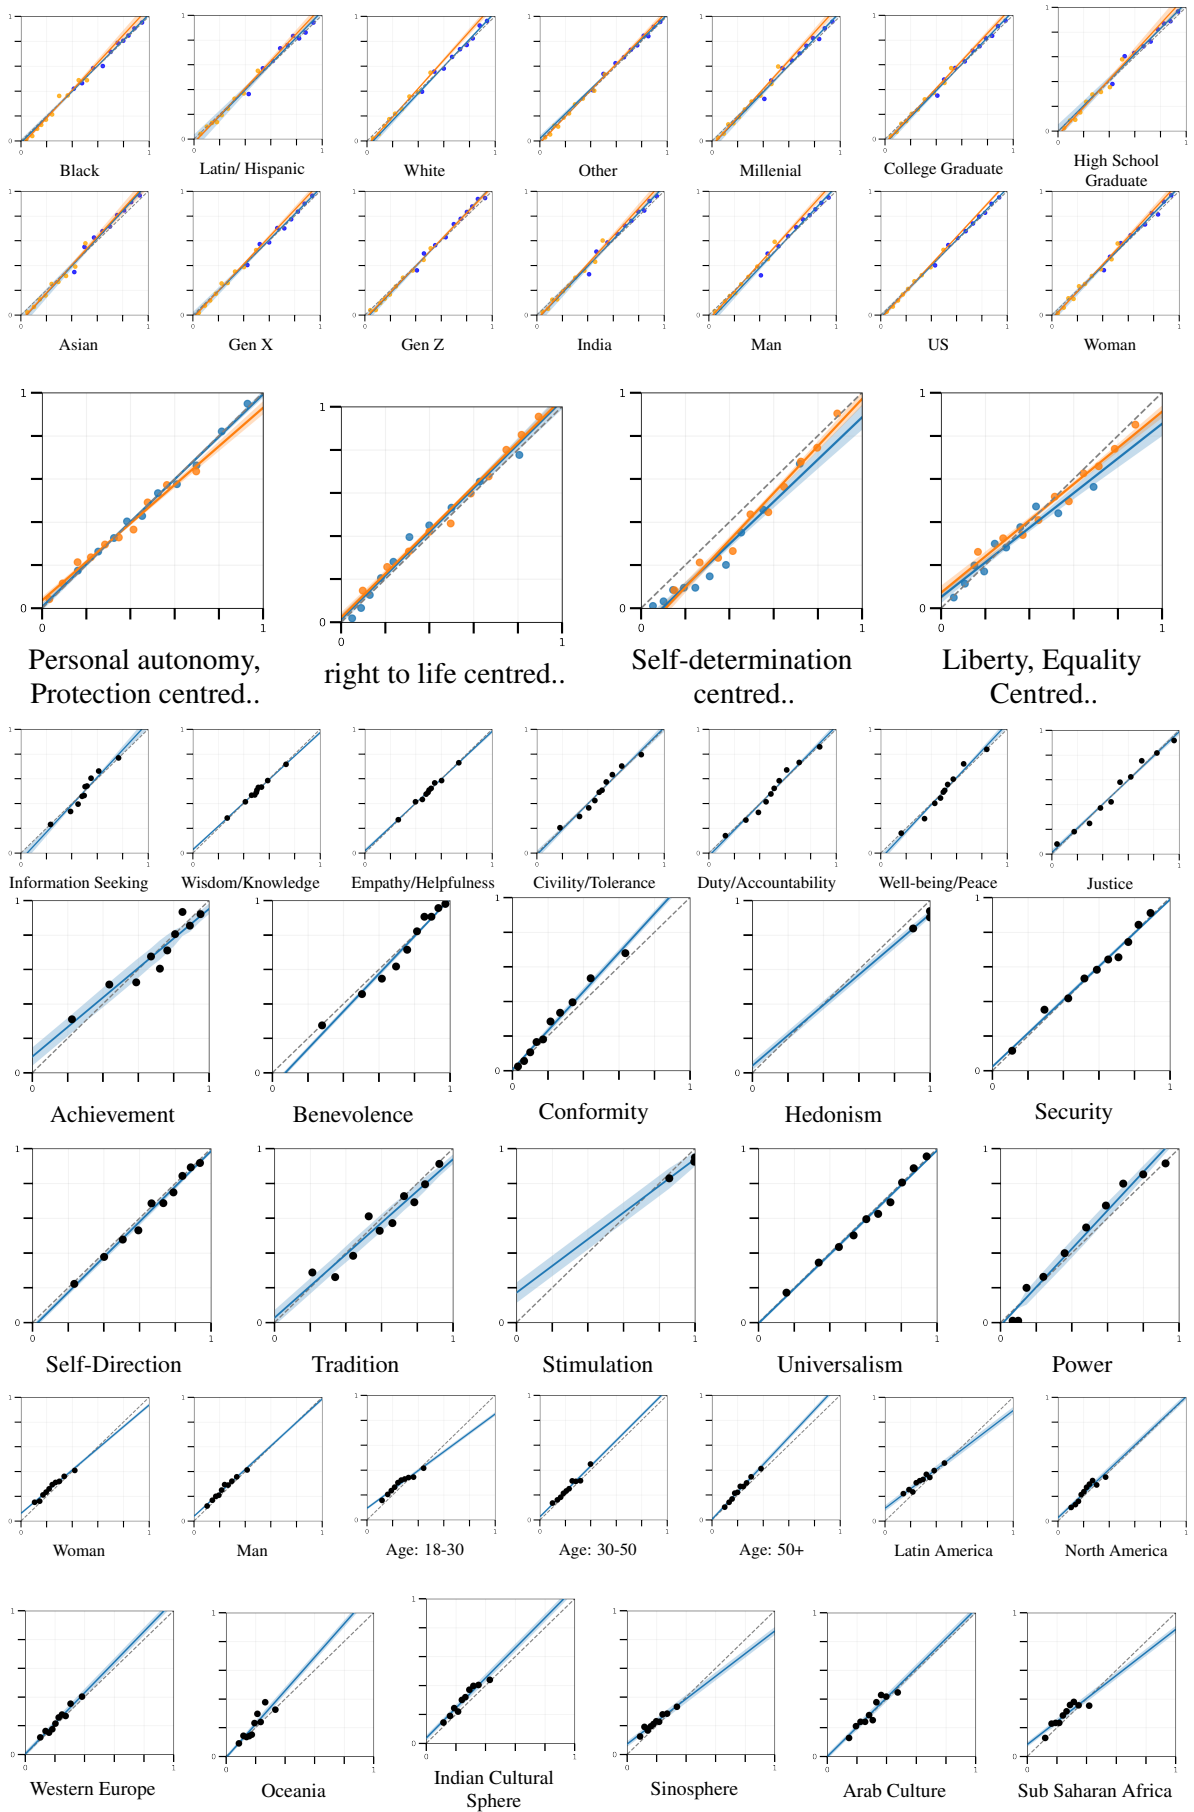 Black
Latin/ Hispanic
White
Other
Millenial
College Graduate
High School
Graduate
Asian
Gen X
Gen Z
India
Man
US
Woman
Personal autonomy,
Protection centred..
right to life centred..
Self-determination
centred..
Liberty, Equality
Centred..
Information Seeking
Wisdom/Knowledge
Empathy/Helpfulness
Civility/Tolerance
Duty/Accountability
Well-being/Peace
Justice
Achievement
Benevolence
Conformity
Hedonism
Security
Self-Direction
Tradition
Stimulation
Universalism
Power
Woman
Man
Age: 18-30
Age: 30-50
Age: 50+
Latin America
North America
Western Europe
Oceania
Indian Cultural
Sphere
Sinosphere
Arab Culture
Sub Saharan Africa